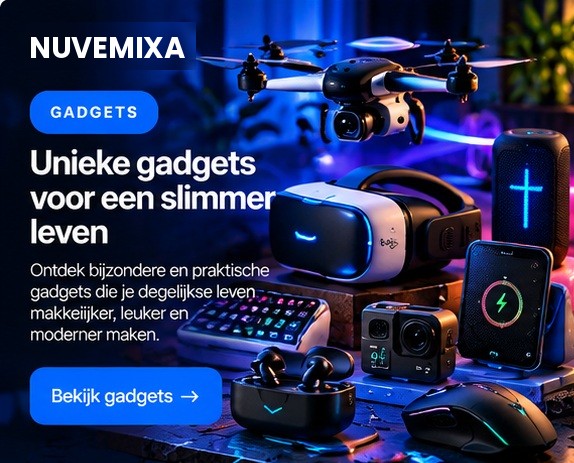 NUVEMIXA
GADGETS
Unieke gadgets
voor een slimmer
leven
Ontdek bijzondere en praktische
gadgets die je degelijkse leven
makkeiijker, leuker en
moderner maken.
Bekijk gadgets →